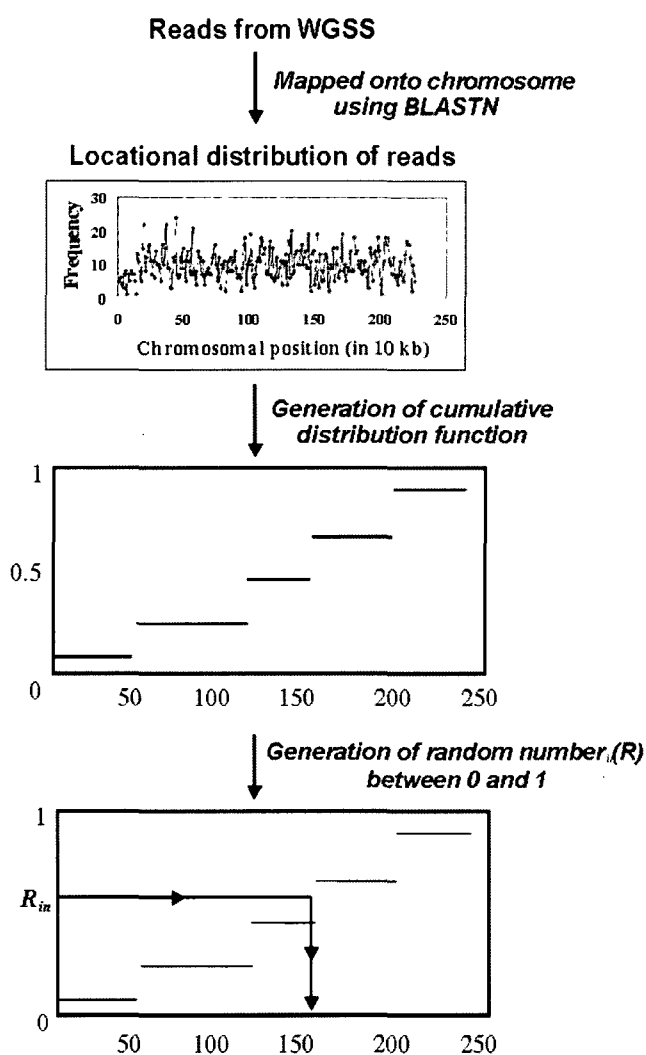 Reads from WGSS
Mapped onto chromosome
using BLASTN
Locational distribution of reads
Frequency
30
20
10
0
0 50 100 150 200 250
Chromosomal position (in 10 kb)
Generation of cumulative
distribution function
1
0.5
0
50 100 150 200 250
Generation of random number (R)
between 0 and 1
1
R_in
0
50 100 150 200 250